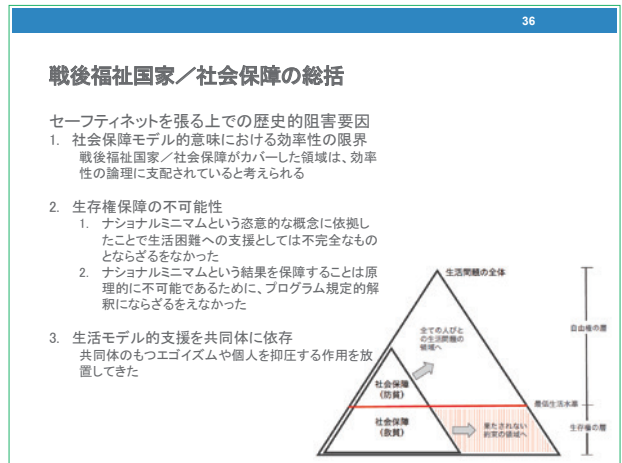 36
戦後福祉国家／社会保障の総括
セーフティネットを張る上での歴史的阻害要因
1. 社会保障モデル的意味における効率性の限界
戦後福祉国家／社会保障がカバーした領域は、効率
性の論理に支配されていると考えられる
2. 生存権保障の不可能性
1. ナショナルミニマムという恣意的な概念に依拠し
たことで生活困難への支援としては不完全なもの
とならざるをなかった
2. ナショナルミニマムという結果を保障することは原
理的に不可能であるために、プログラム規定的解
釈にならざるをえなかった
3. 生活モデル的支援を共同体に依存
共同体のもつエゴイズムや個人を抑圧する作用を放
置してきた
生活問題の全体
全ての人びと
の生活問題の
領域へ
自由権の層
社会保障
(防貧)
最低生活水準
社会保障
(救貧)
果たされない
約束の領域へ
生存権の層